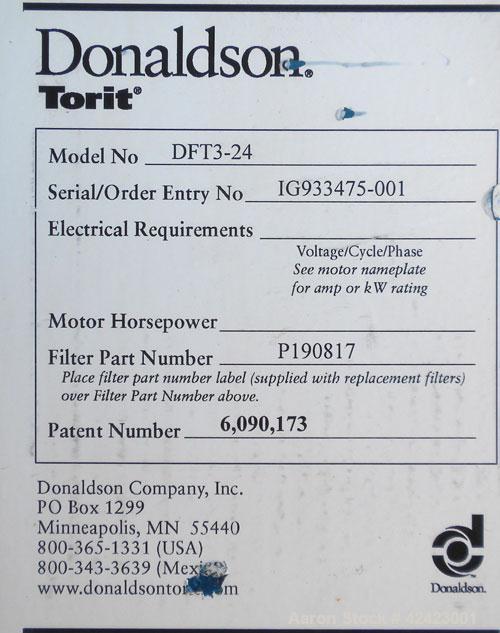 Donaldson®
Torit®
Model No DFT3-24
Serial/Order Entry No IG933475-001
Electrical Requirements
Voltage/Cycle/Phase
See motor nameplate
for amp or kW rating
Motor Horsepower
Filter Part Number P190817
Place filter part number label (supplied with replacement filters)
over Filter Part Number above.
Patent Number 6,090,173
Donaldson Company, Inc.
PO Box 1299
Minneapolis, MN 55440
800-365-1331 (USA)
800-343-3639
Donaldson.
Aaron Stock # 42423001